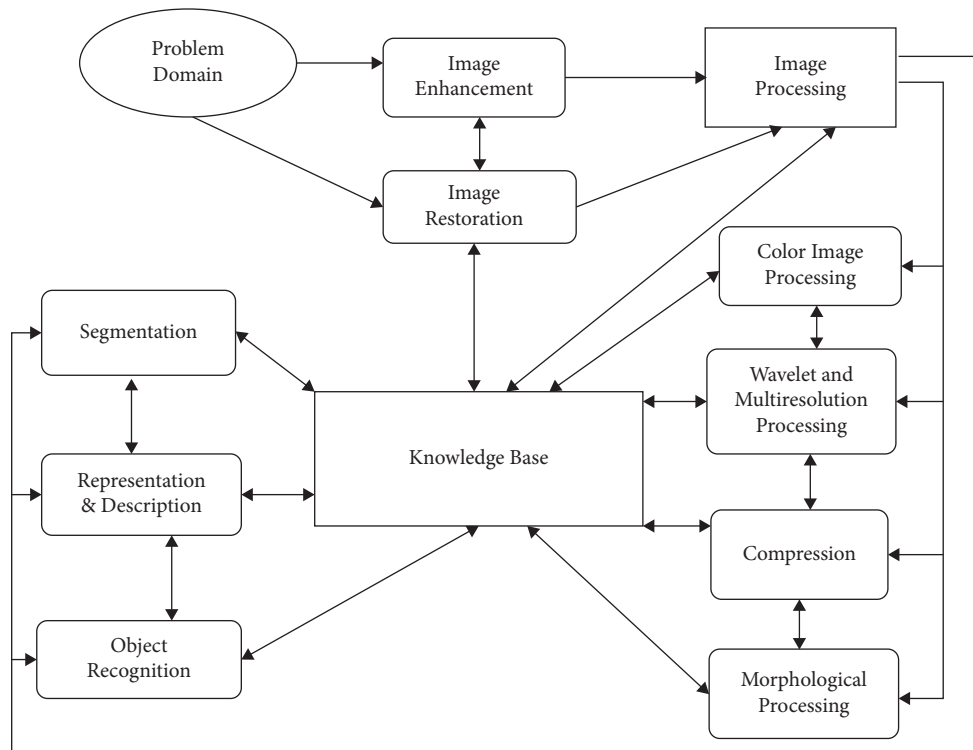 Problem
Domain
Image
Enhancement
Image
Processing
Image
Restoration
Color Image
Processing
Segmentation
Wavelet and
Multiresolution
Processing
Knowledge Base
Representation
& Description
Compression
Object
Recognition
Morphological
Processing